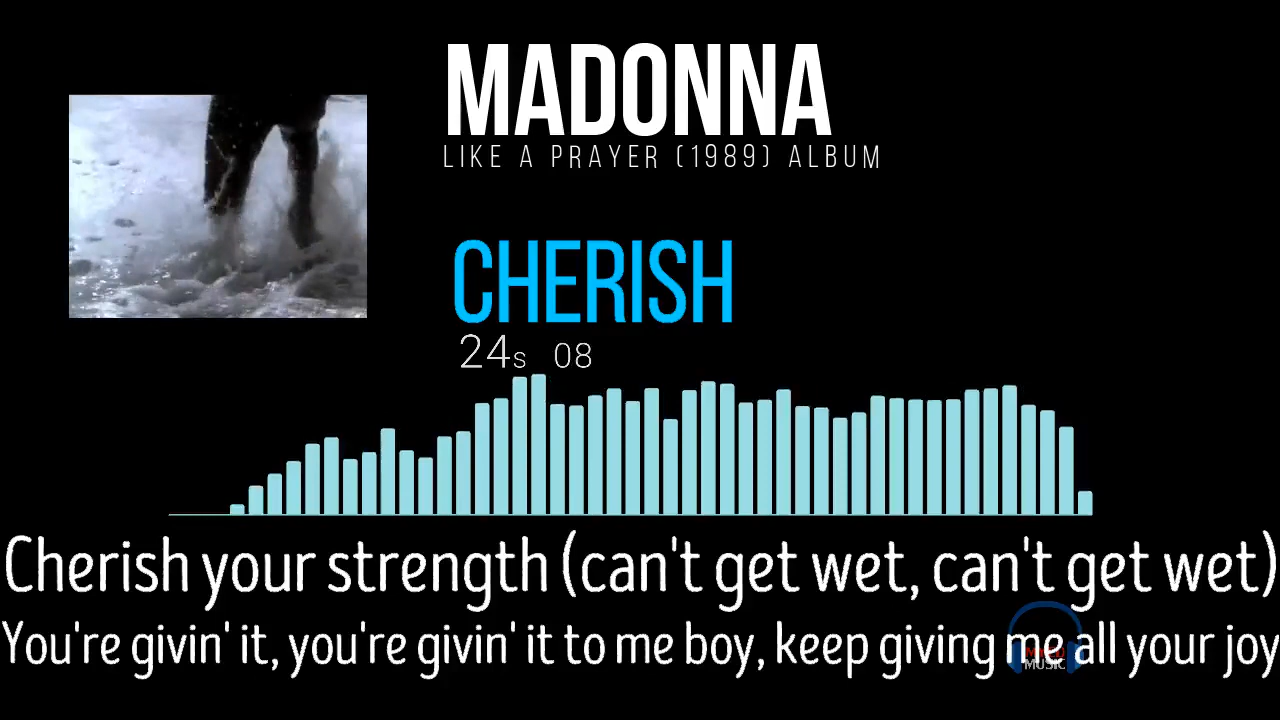 MADONNA
LIKE A PRAYER (1989) ALBUM
CHERISH
24s 08
Cherish your strength (can't get wet, can't get wet)
You're givin' it, you're givin' it to me boy, keep giving me all your joy
MUSIC